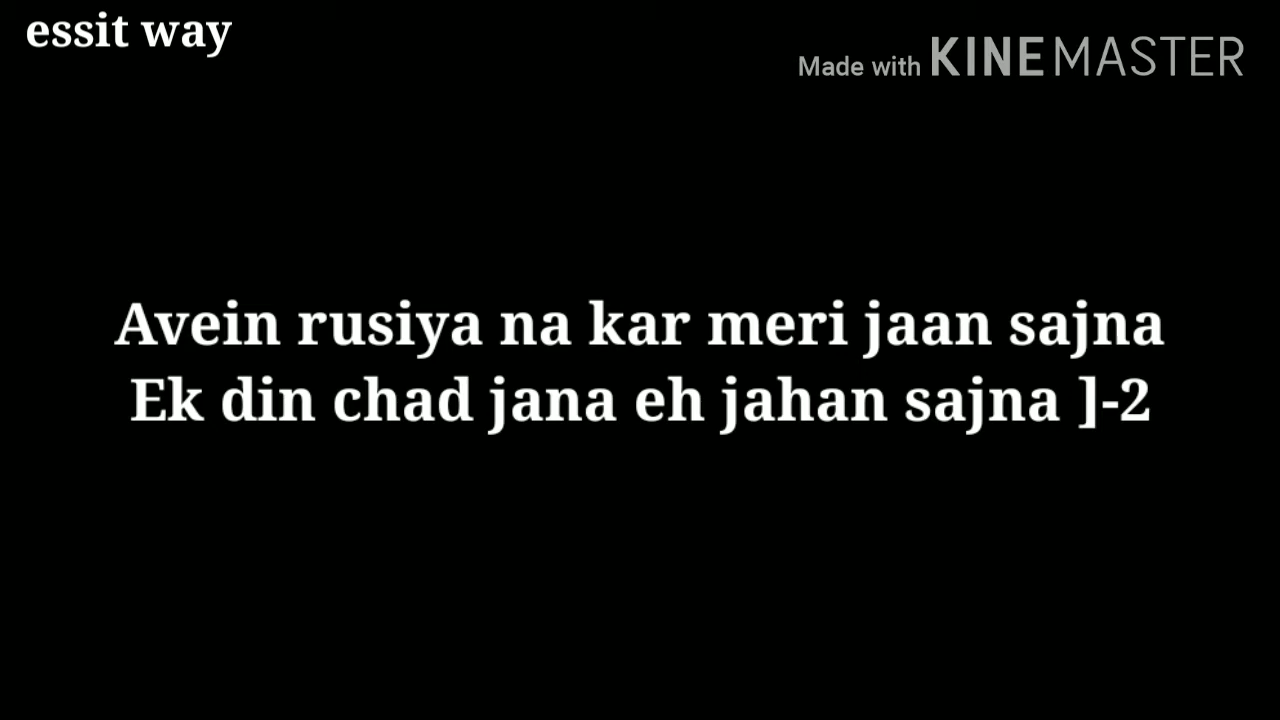 essit way
Made with KINEMASTER
Avein rusiya na kar meri jaan sajna
Ek din chad jana eh jahan sajna ]-2